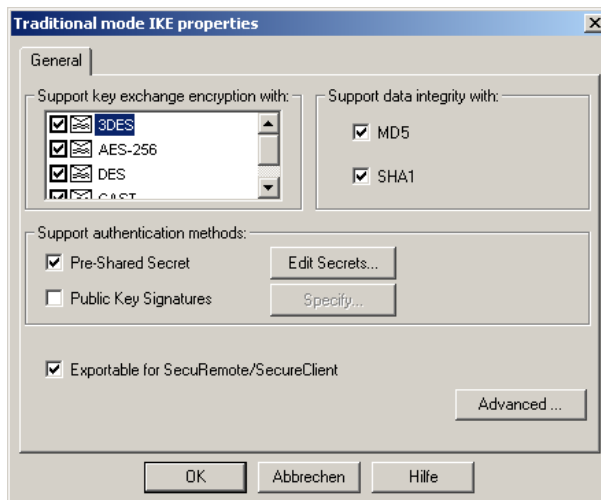 Traditional mode IKE properties
General
Support key exchange encryption with:
3DES
AES-256
DES
CAST
Support data integrity with:
MD5
SHA1
Support authentication methods:
Pre-Shared Secret
Edit Secrets...
Public Key Signatures
Specify...
Exportable for SecuRemote/SecureClient
Advanced ...
OK
Abbrechen
Hilfe